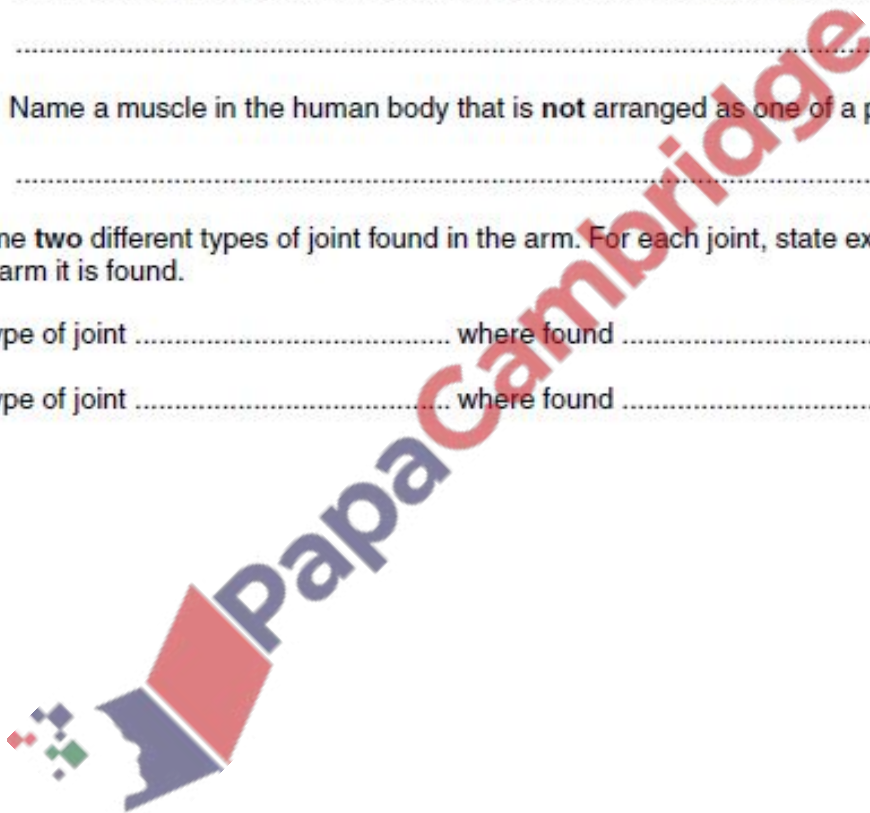 Name a muscle in the human body that is not arranged as one of a p
ne two different types of joint found in the arm. For each joint, state ex
arm it is found.
ype of joint ........................................ where found ................................
ype of joint ........................................ where found ................................
PapaCambridge